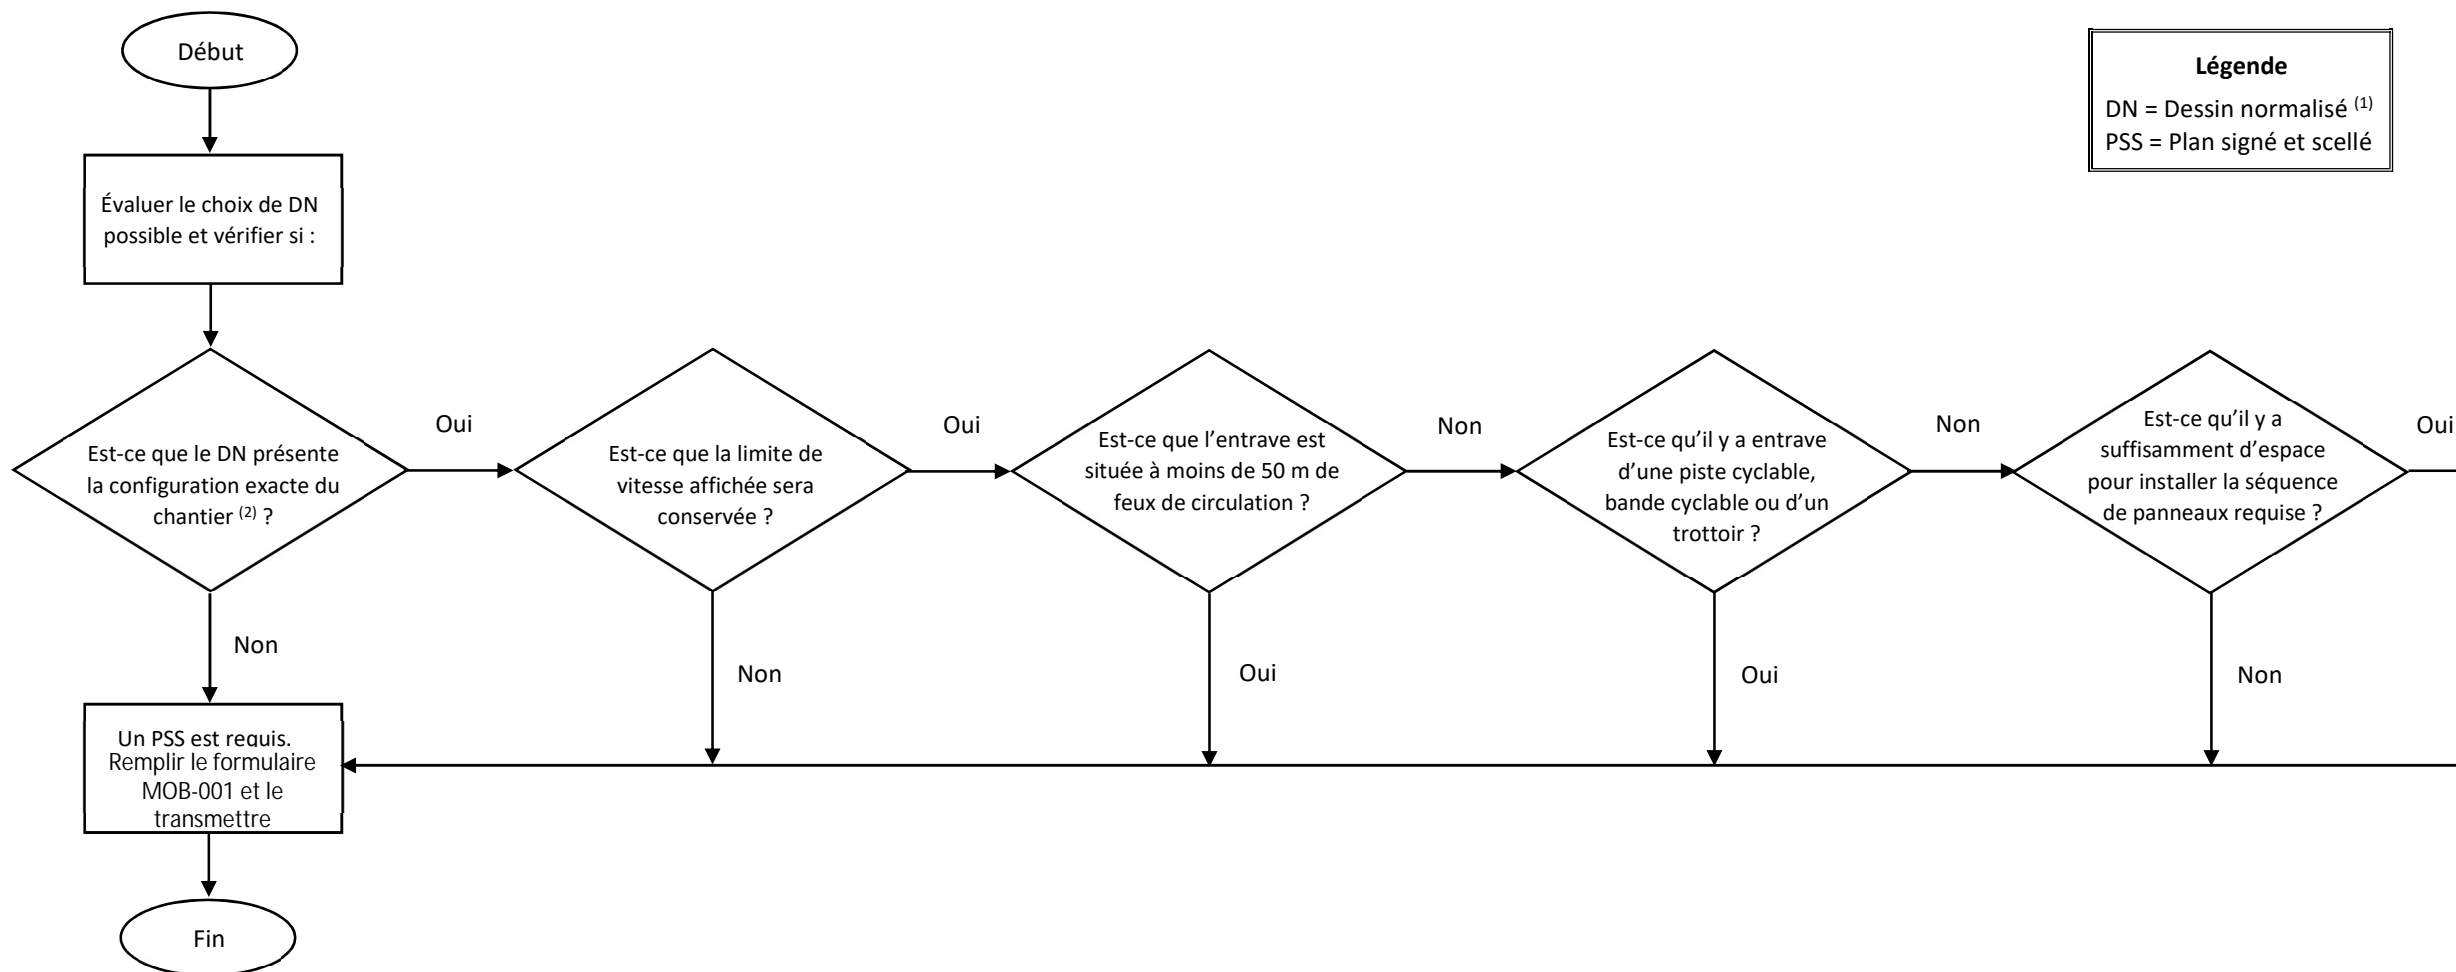 Début
Légende
DN = Dessin normalisé (1)
PSS = Plan signé et scellé
Évaluer le choix de DN
possible et vérifier si :
Est-ce que le DN présente
la configuration exacte du
chantier (2) ?
Oui
Non
Est-ce que la limite de
vitesse affichée sera
conservée ?
Oui
Non
Est-ce que l’entrave est
située à moins de 50 m de
feux de circulation ?
Non
Oui
Est-ce qu’il y a entrave
d’une piste cyclable,
bande cyclable ou d’un
trottoir ?
Non
Oui
Est-ce qu’il y a
suffisamment d’espace
pour installer la séquence
de panneaux requise ?
Oui
Non
Un PSS est requis.
Remplir le formulaire
MOB-001 et le
transmettre
Fin